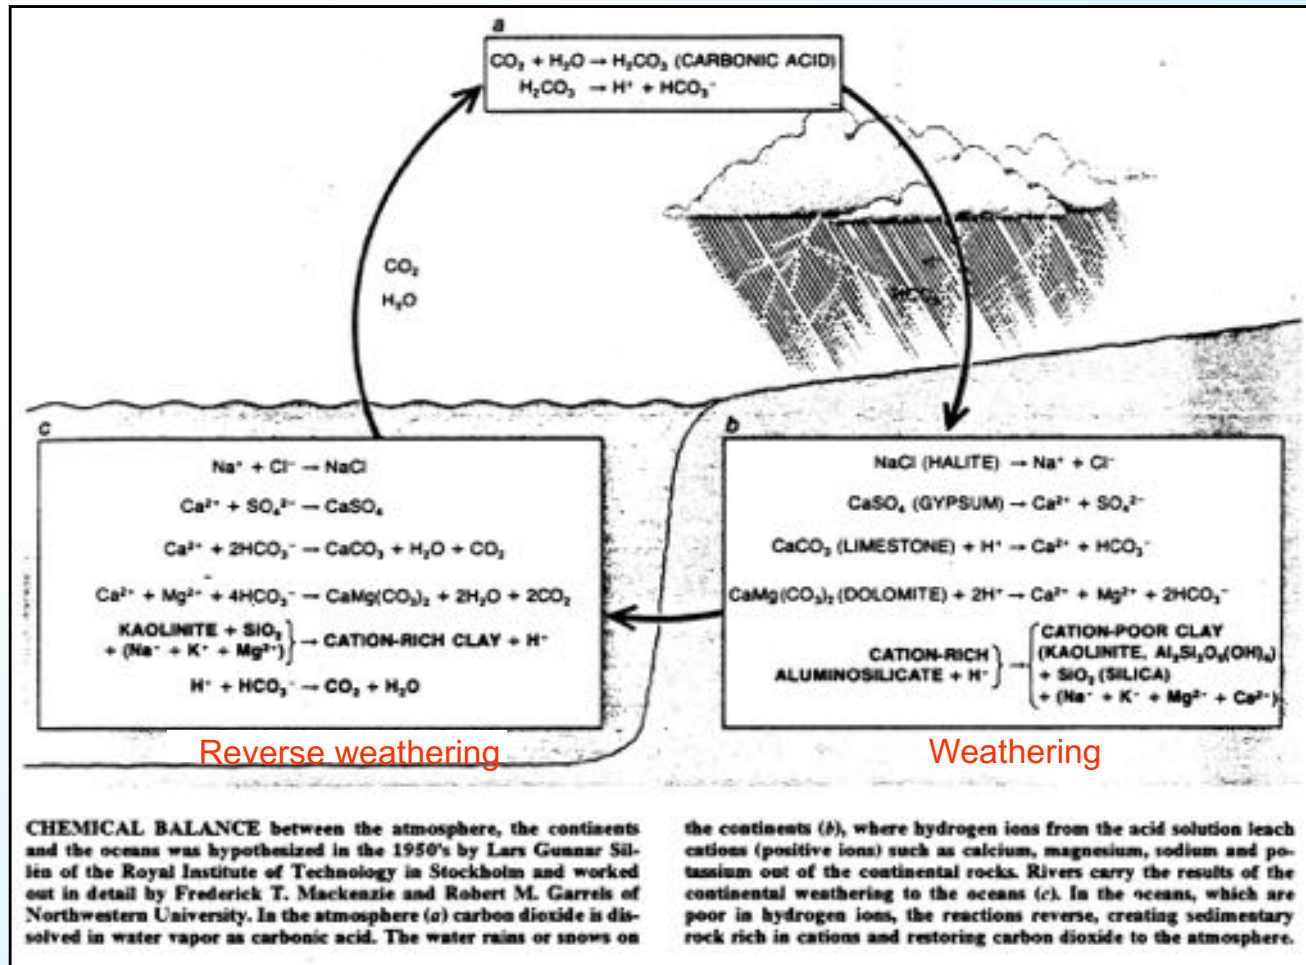 a
CO₂ + H₂O → H₂CO₃ (CARBONIC ACID)
H₂CO₃ → H⁺ + HCO₃⁻
CO₂
H₂O
c
Na⁺ + Cl⁻ → NaCl
Ca²⁺ + SO₄²⁻ → CaSO₄
Ca²⁺ + 2HCO₃⁻ → CaCO₃ + H₂O + CO₂
Ca²⁺ + Mg²⁺ + 4HCO₃⁻ → CaMg(CO₃)₂ + 2H₂O + 2CO₂
KAOLINITE + SiO₂
+ (Na⁺ + K⁺ + Mg²⁺) } → CATION-RICH CLAY + H⁺
H⁺ + HCO₃⁻ → CO₂ + H₂O
Reverse weathering
b
NaCl (HALITE) → Na⁺ + Cl⁻
CaSO₄ (GYPSUM) → Ca²⁺ + SO₄²⁻
CaCO₃ (LIMESTONE) + H⁺ → Ca²⁺ + HCO₃⁻
CaMg(CO₃)₂ (DOLOMITE) + 2H⁺ → Ca²⁺ + Mg²⁺ + 2HCO₃⁻
CATION-RICH
ALUMINOSILICATE + H⁺ } →
{ CATION-POOR CLAY
(KAOLINITE, Al₂Si₂O₅(OH)₄)
+ SiO₂ (SILICA)
+ (Na⁺ + K⁺ + Mg²⁺ + Ca²⁺)
Weathering
CHEMICAL BALANCE between the atmosphere, the continents
and the oceans was hypothesized in the 1950's by Lars Gunnar Sil-
lén of the Royal Institute of Technology in Stockholm and worked
out in detail by Frederick T. Mackenzie and Robert M. Garrels of
Northwestern University. In the atmosphere (a) carbon dioxide is dis-
solved in water vapor as carbonic acid. The water rains or snows on
the continents (b), where hydrogen ions from the acid solution leach
cations (positive ions) such as calcium, magnesium, sodium and po-
tassium out of the continental rocks. Rivers carry the results of the
continental weathering to the oceans (c). In the oceans, which are
poor in hydrogen ions, the reactions reverse, creating sedimentary
rock rich in cations and restoring carbon dioxide to the atmosphere.